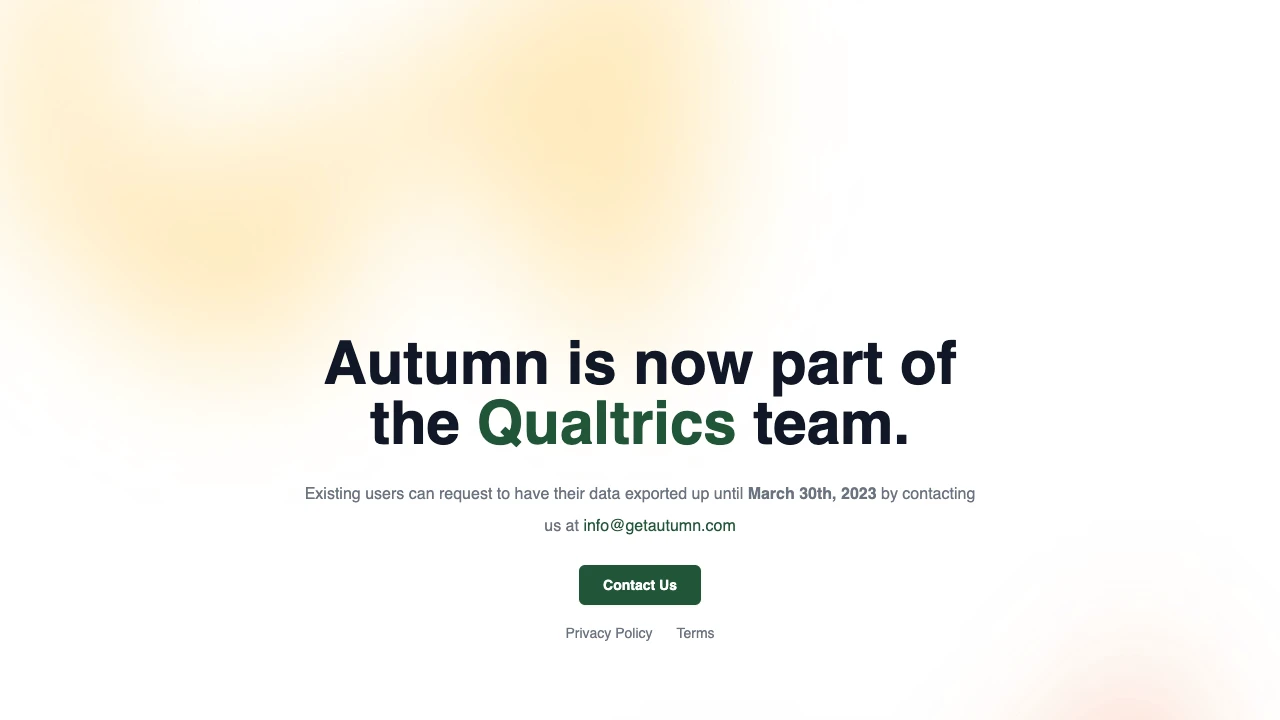 Autumn is now part of
the Qualtrics team.
Existing users can request to have their data exported up until March 30th, 2023 by contacting
us at info@getautumn.com
Contact Us
Privacy Policy Terms